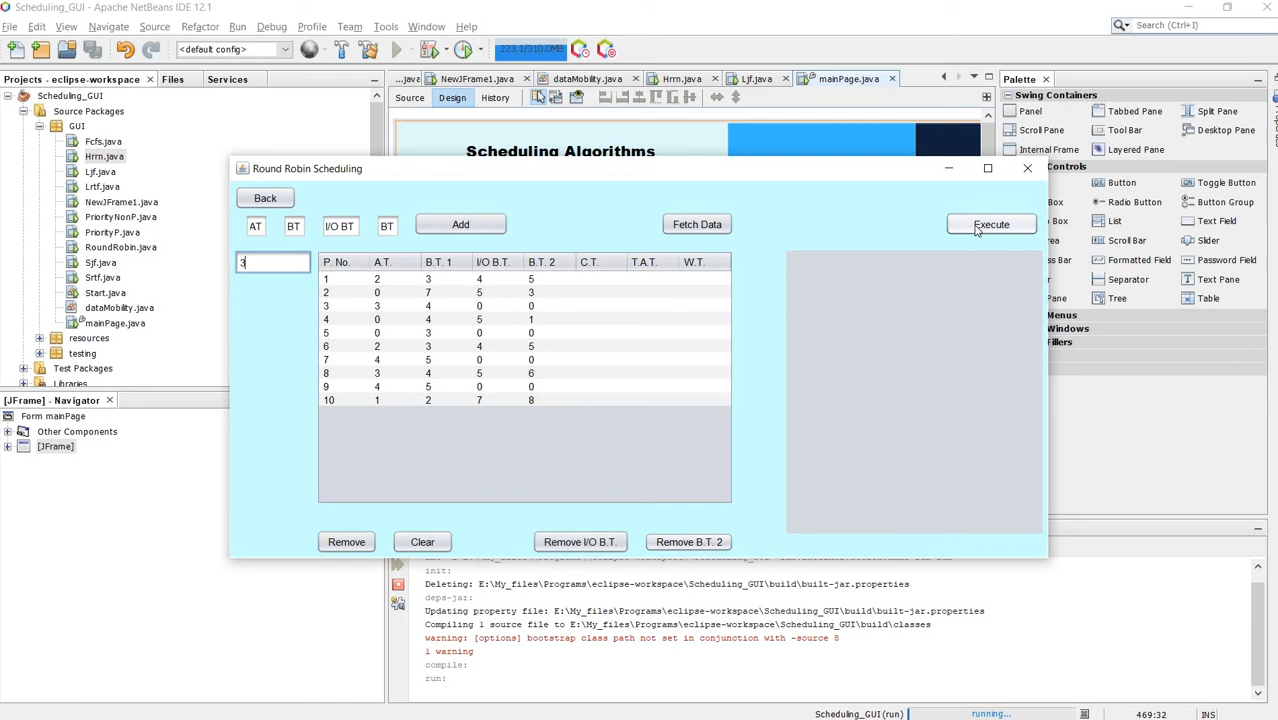 Scheduling_GUI - Apache NetBeans IDE 12.1
File Edit View Navigate Source Refactor Run Debug Profile Team Tools Window Help
Search (Ctrl+I)
<default config>
223.1/310.0MB
Projects - eclipse-workspace
Files
Services
...java
NewJFrame1.java
dataMobility.java
Hrrn.java
Ljf.java
mainPage.java
Palette
Source
Design
History
Scheduling_GUI
Source Packages
GUI
Fcfs.java
Hrrn.java
Ljf.java
Lrtf.java
NewJFrame1.java
PriorityNonP.java
PriorityP.java
RoundRobin.java
Sjf.java
Srtf.java
Start.java
dataMobility.java
mainPage.java
resources
testing
Test Packages
Libraries
[JFrame] - Navigator
Form mainPage
Other Components
[JFrame]
Scheduling Algorithms
Swing Containers
Panel
Tabbed Pane
Split Pane
Scroll Pane
Tool Bar
Desktop Pane
Internal Frame
Layered Pane
Controls
Button
Toggle Button
Radio Button
Button Group
List
Text Field
Scroll Bar
Slider
Formatted Field
Separator
Spinner
Tree
Table
Menus
Windows
Fillers
Round Robin Scheduling
Back
AT BT I/O BT BT
Add
Fetch Data
Execute
3
P. No. A.T. B.T. 1 I/O B.T. B.T. 2 C.T. T.A.T. W.T.
1 2 3 4 5
2 0 7 5 3
3 3 4 0 0
4 0 4 5 1
5 0 3 0 0
6 2 3 4 5
7 4 5 0 0
8 3 4 5 6
9 4 5 0 0
10 1 2 7 8
Remove
Clear
Remove I/O B.T.
Remove B.T. 2
init:
Deleting: E:\My_files\Programs\eclipse-workspace\Scheduling_GUI\build\built-jar.properties
deps-jar:
Updating property file: E:\My_files\Programs\eclipse-workspace\Scheduling_GUI\build\built-jar.properties
Compiling 1 source file to E:\My_files\Programs\eclipse-workspace\Scheduling_GUI\build\classes
warning: [options] bootstrap class path not set in conjunction with -source 8
1 warning
compile:
run:
Scheduling_GUI (run)
running...
469:32
INS